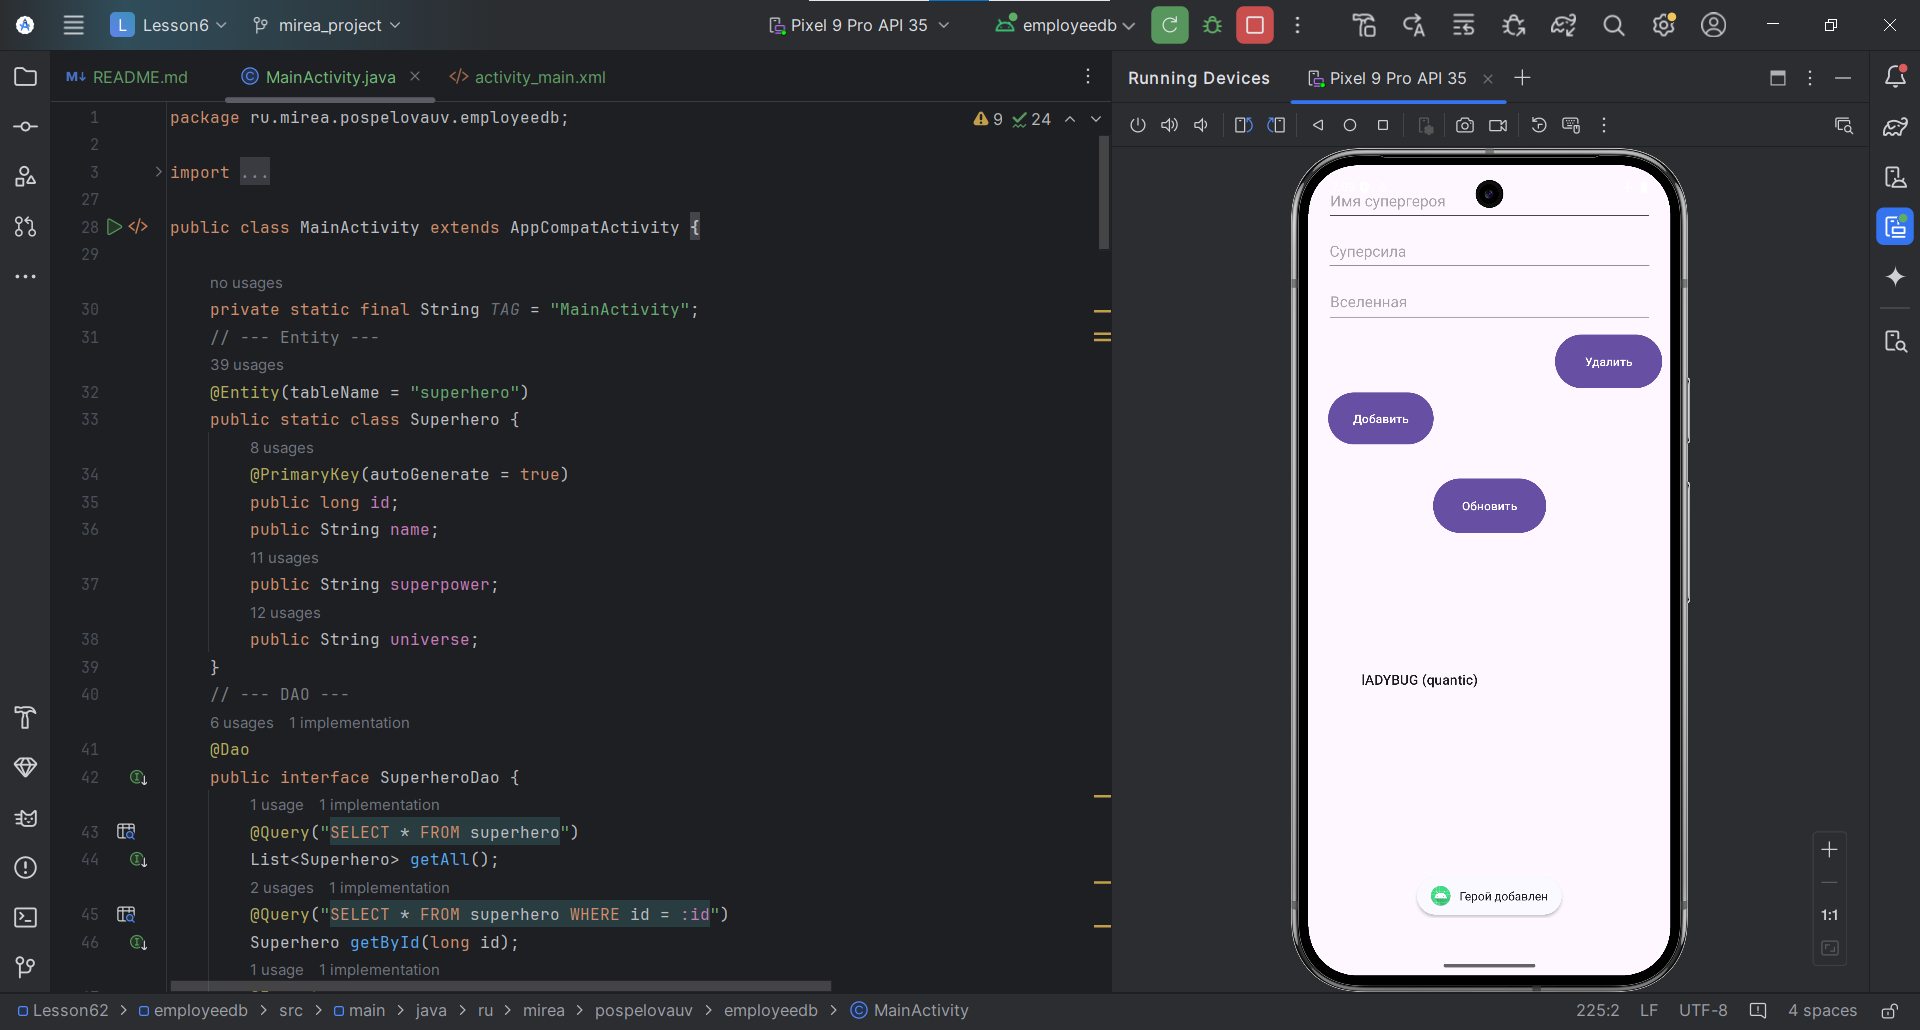 L Lesson6 mirea_project Pixel 9 Pro API 35 employeedb
README.md MainActivity.java activity_main.xml
Running Devices Pixel 9 Pro API 35
1 package ru.mirea.pospelovauv.employeedb; 9 24
2
3 import ...
27
28 public class MainActivity extends AppCompatActivity {
29
no usages
30 private static final String TAG = "MainActivity";
31 // --- Entity ---
39 usages
32 @Entity(tableName = "superhero")
33 public static class Superhero {
8 usages
34 @PrimaryKey(autoGenerate = true)
35 public long id;
36 public String name;
11 usages
37 public String superpower;
12 usages
38 public String universe;
39 }
40 // --- DAO ---
6 usages 1 implementation
41 @Dao
42 public interface SuperheroDao {
1 usage 1 implementation
43 @Query("SELECT * FROM superhero")
44 List<Superhero> getAll();
2 usages 1 implementation
45 @Query("SELECT * FROM superhero WHERE id = :id")
46 Superhero getById(long id);
1 usage 1 implementation
Имя супергероя
Суперсила
Вселенная
Удалить
Добавить
Обновить
lADYBUG (quantic)
Герой добавлен
1:1
Lesson62 employeedb src main java ru mirea pospelovauv employeedb MainActivity
225:2 LF UTF-8 4 spaces